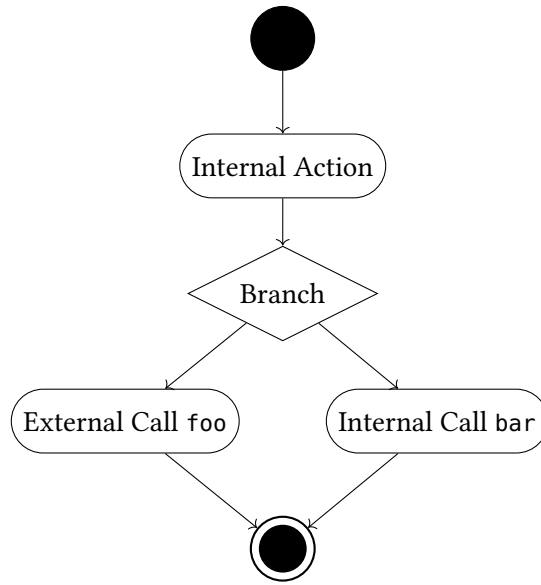 Internal Action
Branch
External Call foo
Internal Call bar